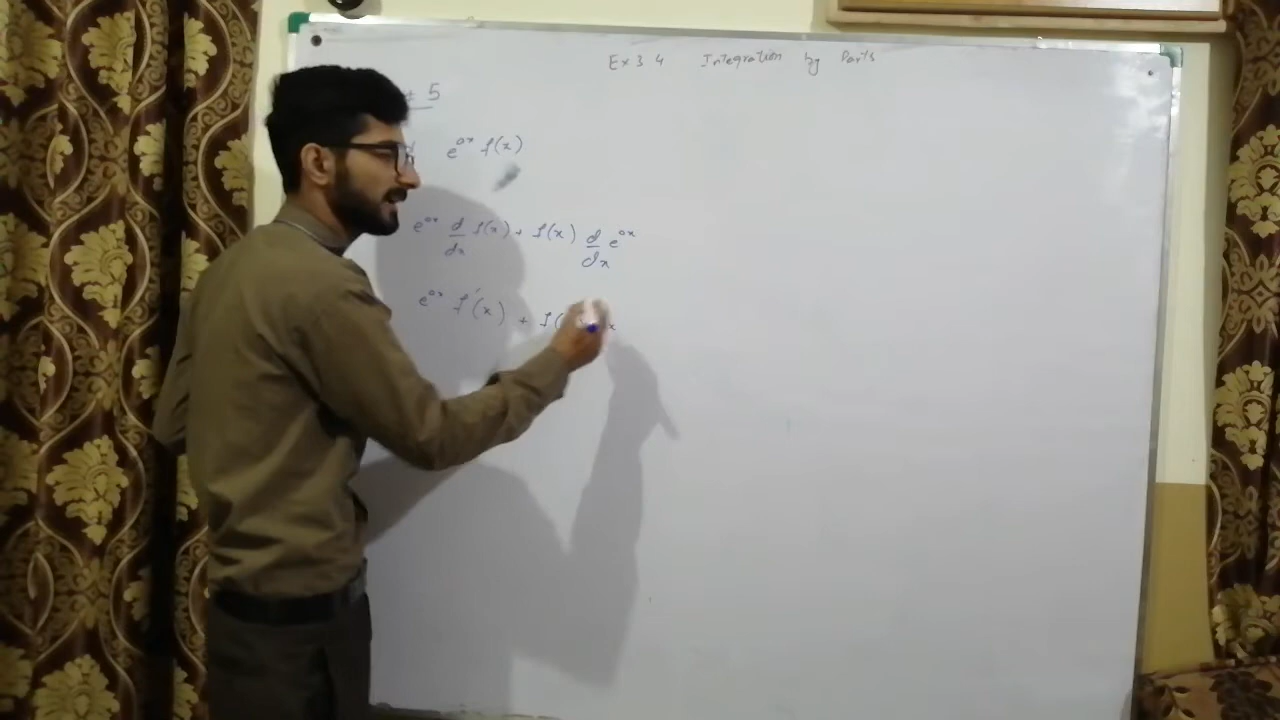 Ex 3 4 Integration by Parts
5
e^{ax} f(x)
e^{ax} d/dx f(x) + f(x) d/dx e^{ax}
e^{ax} f'(x) + f(